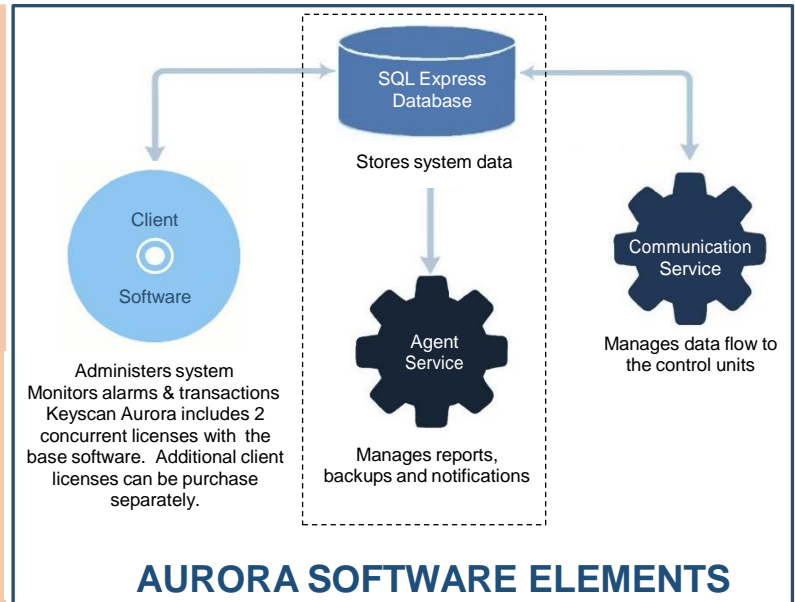 SQL Express
Database
Stores system data
Client
Software
Communication
Service
Agent
Service
Administers system
Monitors alarms & transactions
Keyscan Aurora includes 2
concurrent licenses with the
base software. Additional client
licenses can be purchase
separately.
Manages reports,
backups and notifications
Manages data flow to
the control units
AURORA SOFTWARE ELEMENTS